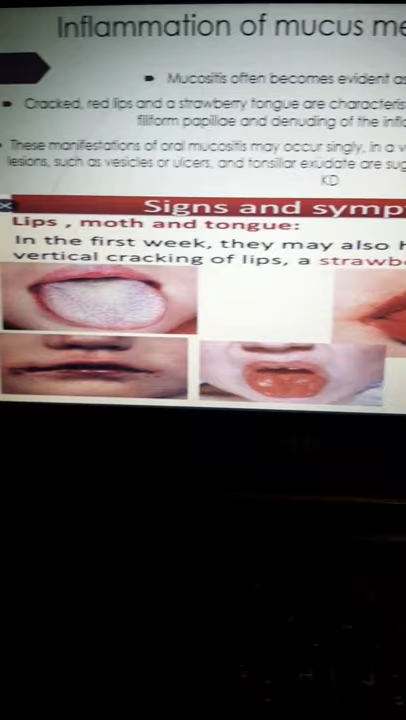 Inflammation of mucus me
Mucositis often becomes evident as
Cracked, red lips and a strawberry tongue are characteris
filiform papillae and denuding of the infl
These manifestations of oral mucositis may occur singly, in a v
lesions, such as vesicles or ulcers, and tonsillar exudate are sug
KD
Signs and symp
Lips , moth and tongue:
In the first week, they may also h
vertical cracking of lips, a strawb